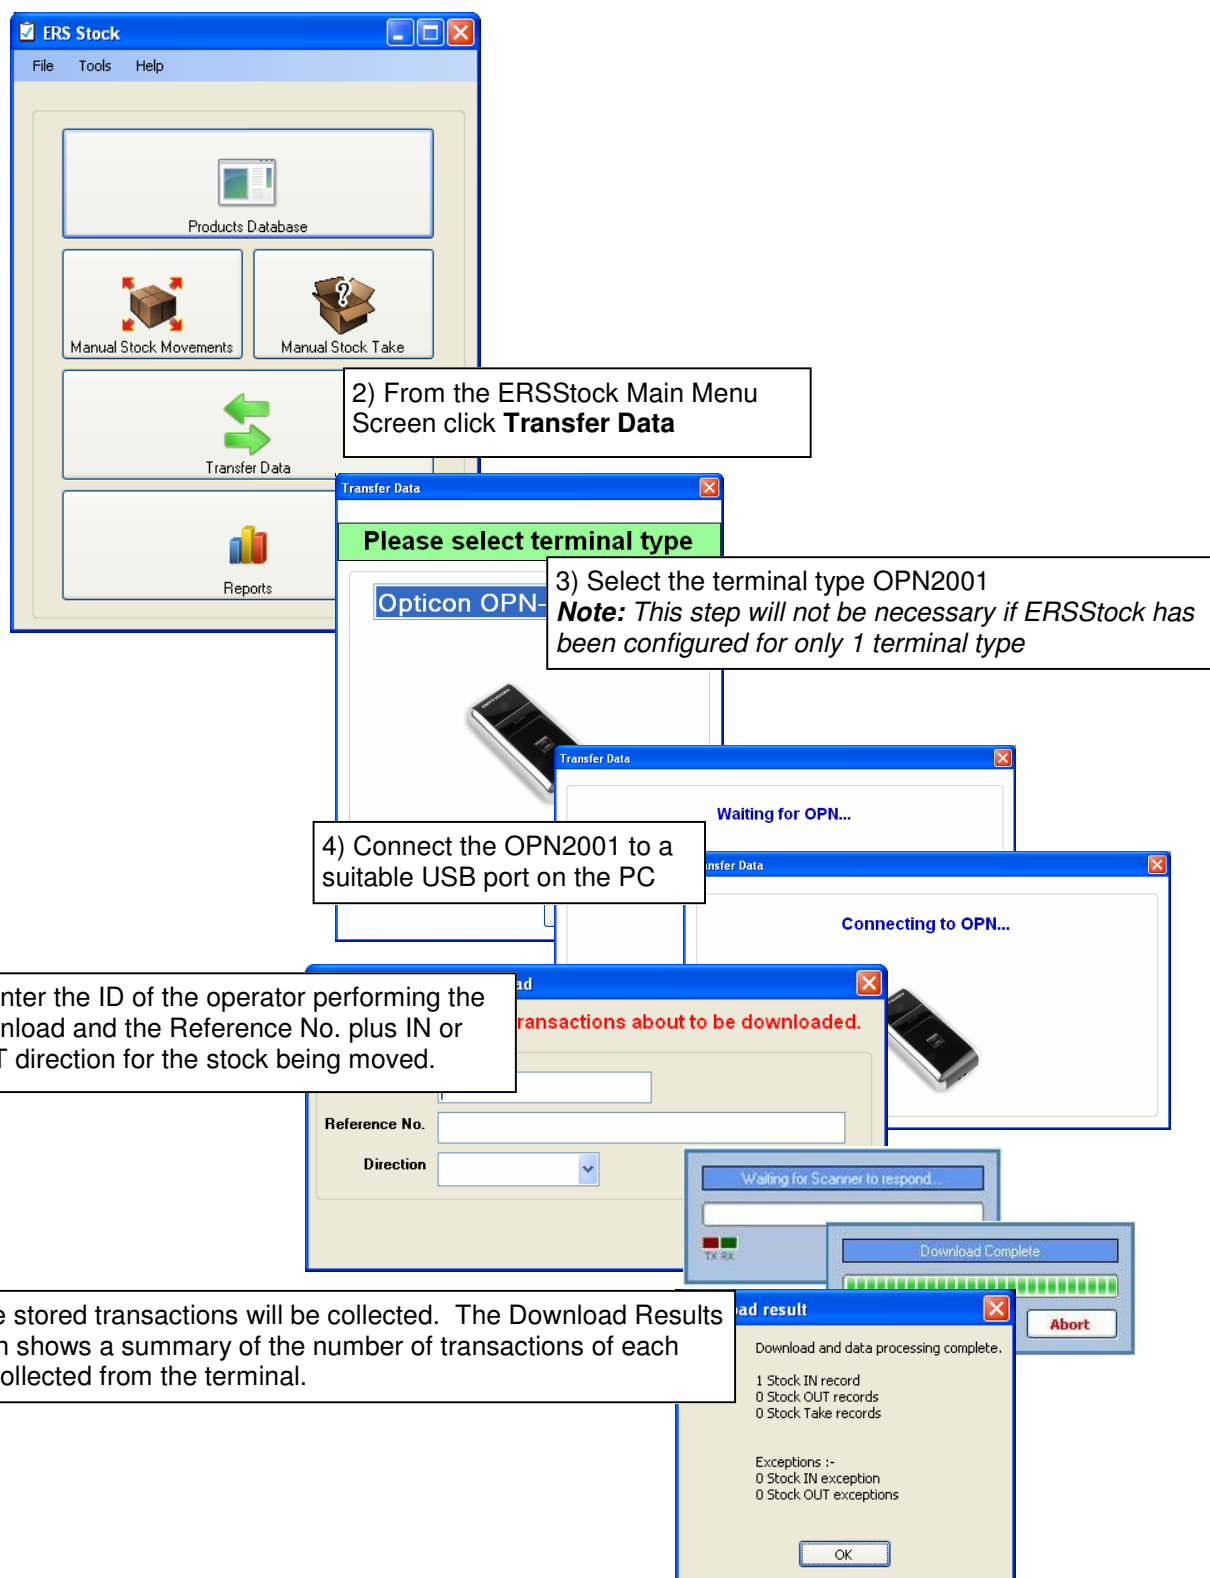 ERS Stock
File Tools Help
Products Database
Manual Stock Movements
Manual Stock Take
Transfer Data
Reports
2) From the ERSStock Main Menu
Screen click Transfer Data
Transfer Data
Please select terminal type
Opticon OPN-
3) Select the terminal type OPN2001
Note: This step will not be necessary if ERSStock has
been configured for only 1 terminal type
OPTICON
Transfer Data
Waiting for OPN...
4) Connect the OPN2001 to a
suitable USB port on the PC
nsfer Data
Connecting to OPN...
nter the ID of the operator performing the
nload and the Reference No. plus IN or
T direction for the stock being moved.
ad
ransactions about to be downloaded.
Reference No.
Direction
Waiting for Scanner to respond...
TX RX
Download Complete
Abort
e stored transactions will be collected. The Download Results
n shows a summary of the number of transactions of each
ollected from the terminal.
ad result
Download and data processing complete.
1 Stock IN record
0 Stock OUT records
0 Stock Take records
Exceptions :-
0 Stock IN exception
0 Stock OUT exceptions
OK